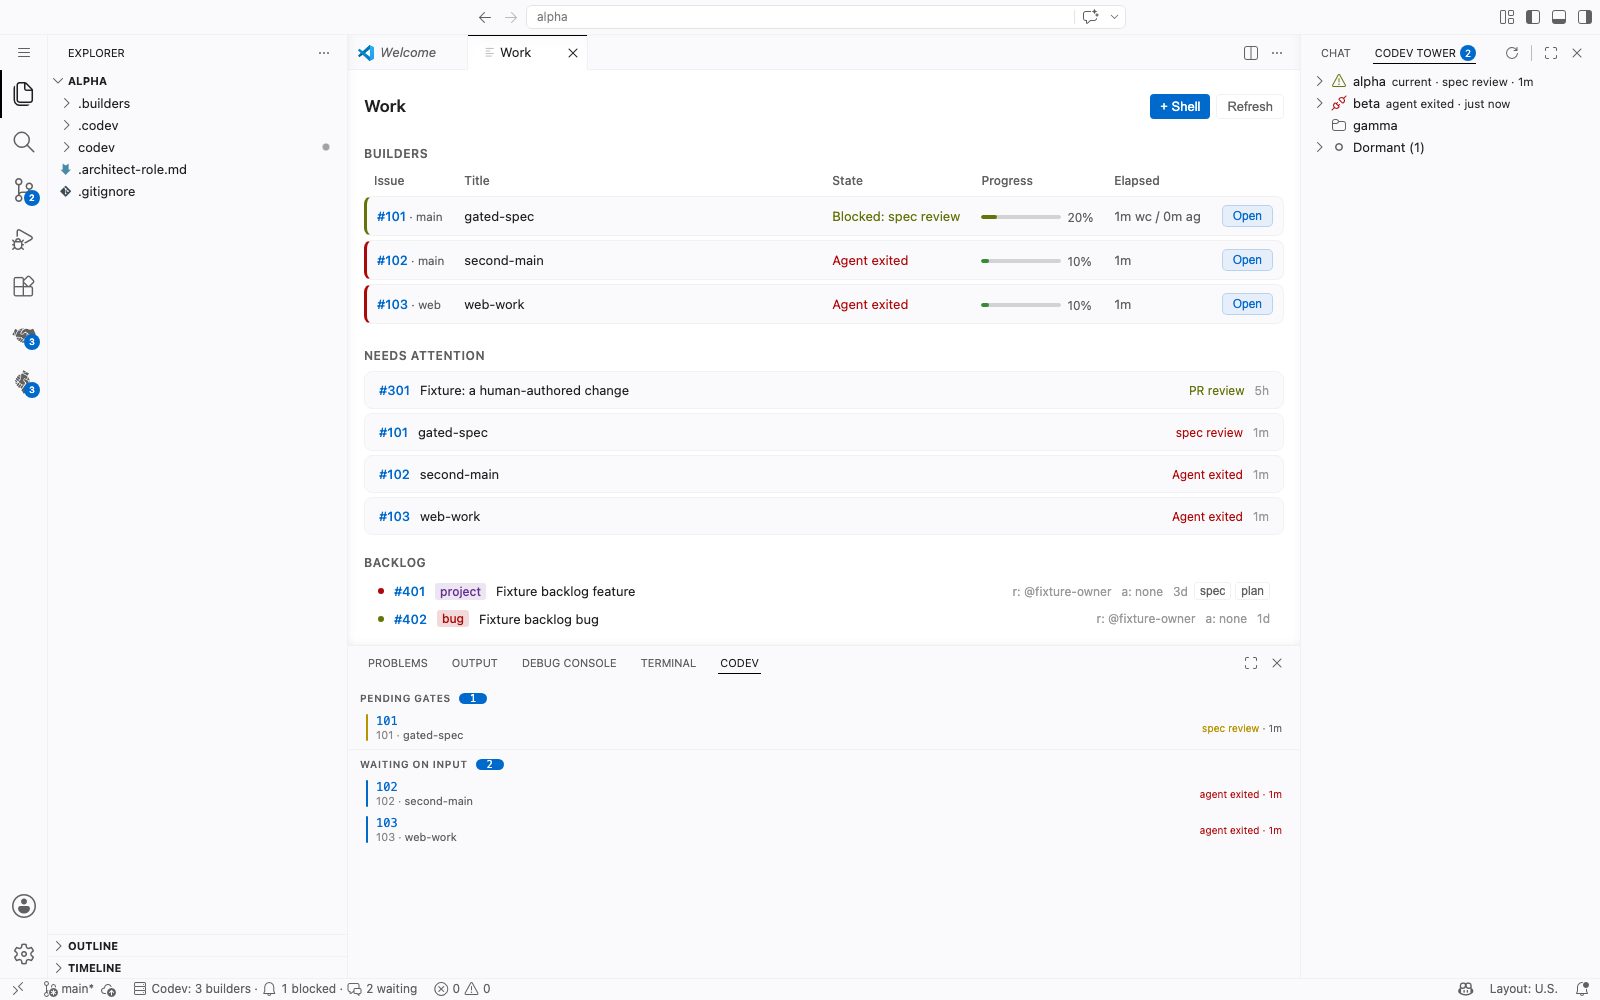 alpha
EXPLORER
ALPHA
.builders
.codev
codev
.architect-role.md
.gitignore
OUTLINE
TIMELINE
2
3
3
Welcome
Work
Work
+ Shell
Refresh
BUILDERS
Issue Title State Progress Elapsed
#101 · main gated-spec Blocked: spec review 20% 1m wc / 0m ag Open
#102 · main second-main Agent exited 10% 1m Open
#103 · web web-work Agent exited 10% 1m Open
NEEDS ATTENTION
#301 Fixture: a human-authored change PR review 5h
#101 gated-spec spec review 1m
#102 second-main Agent exited 1m
#103 web-work Agent exited 1m
BACKLOG
#401 project Fixture backlog feature r: @fixture-owner a: none 3d spec plan
#402 bug Fixture backlog bug r: @fixture-owner a: none 1d
PROBLEMS OUTPUT DEBUG CONSOLE TERMINAL CODEV
PENDING GATES 1
101
101 · gated-spec spec review · 1m
WAITING ON INPUT 2
102
102 · second-main agent exited · 1m
103
103 · web-work agent exited · 1m
CHAT CODEV TOWER 2
alpha current · spec review · 1m
beta agent exited · just now
gamma
Dormant (1)
main* Codev: 3 builders · 1 blocked · 2 waiting 0 0 Layout: U.S.